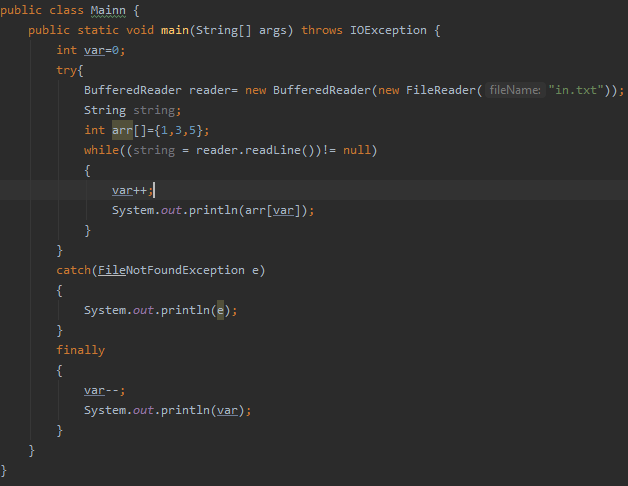 public class Mainn {
public static void main(String[] args) throws IOException {
int var=0;
try{
BufferedReader reader= new BufferedReader(new FileReader( fileName: "in.txt"));
String string;
int arr[]={1,3,5};
while((string = reader.readLine())!= null)
{
var++;
System.out.println(arr[var]);
}
}
catch(FileNotFoundException e)
{
System.out.println(e);
}
finally
{
var--;
System.out.println(var);
}
}
}